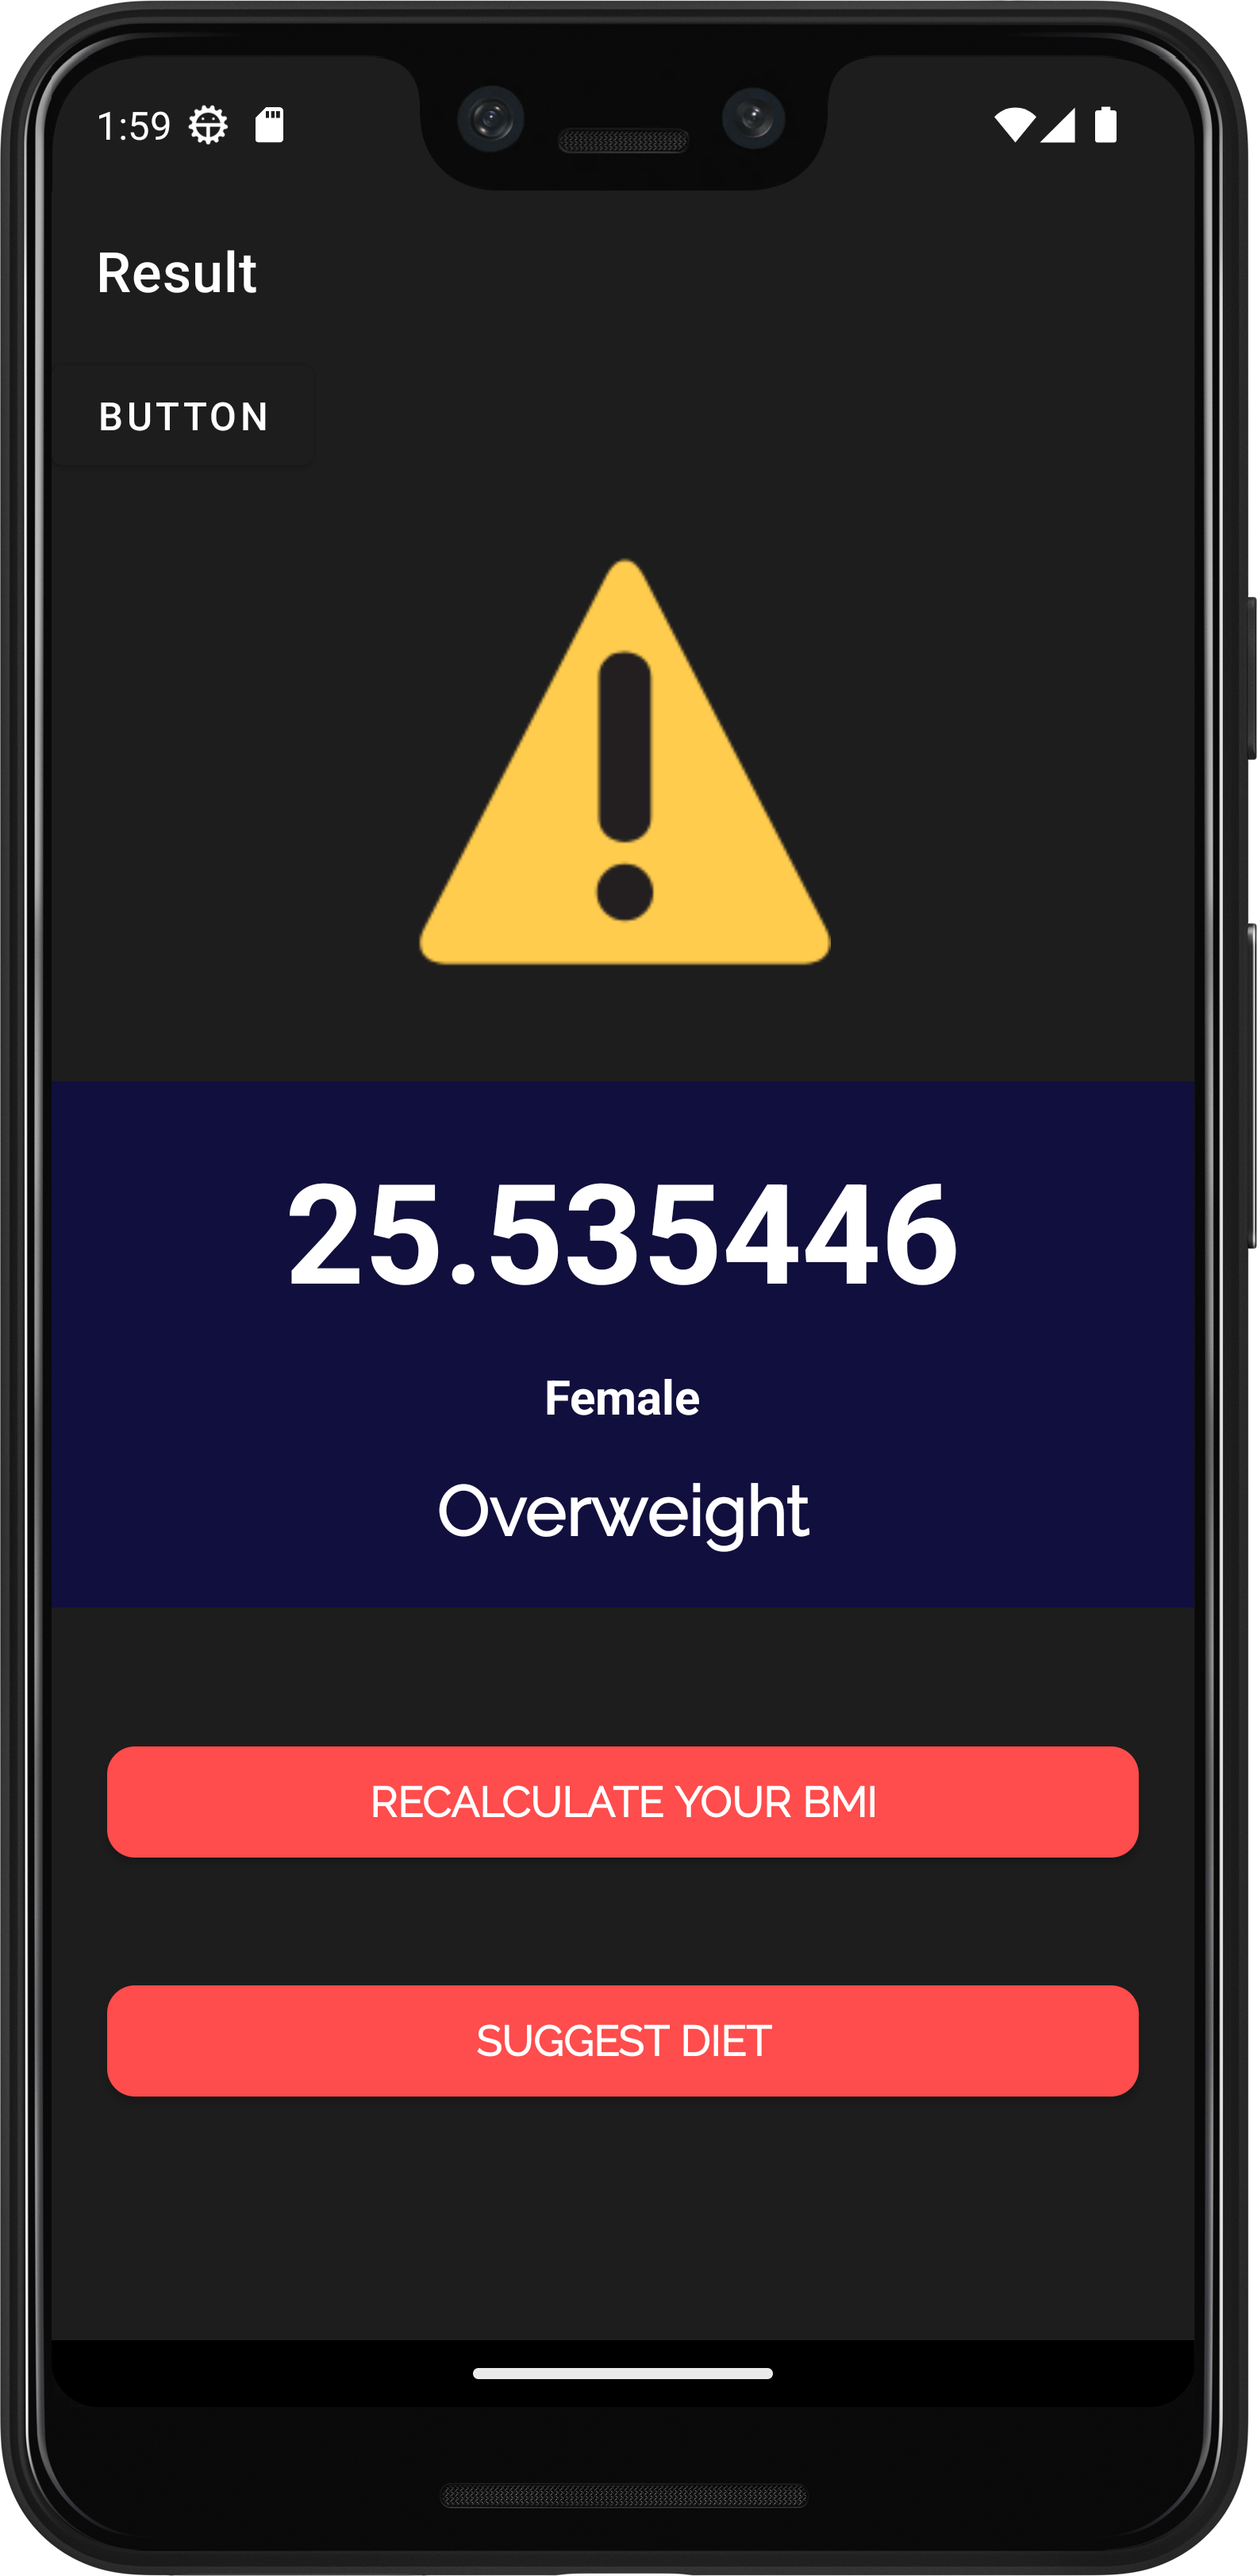 1:59
Result
BUTTON
25.535446
Female
Overweight
RECALCULATE YOUR BMI
SUGGEST DIET